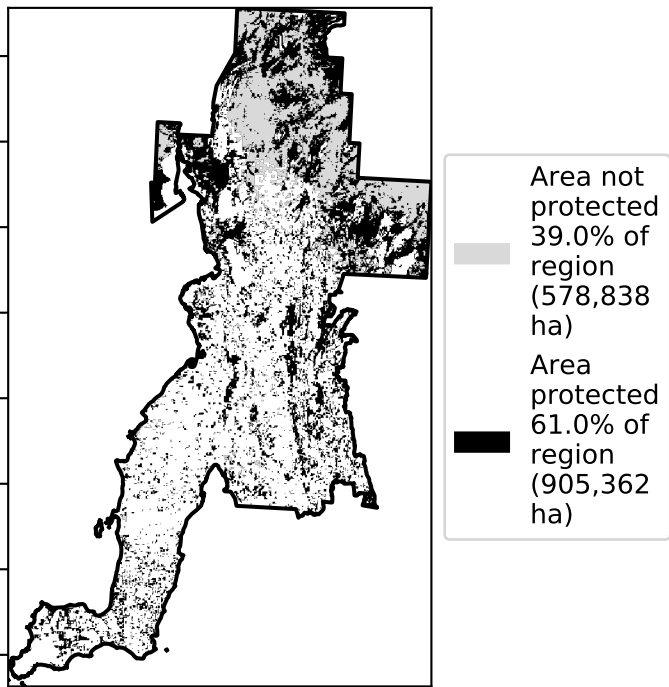 Area not
protected
39.0% of
region
(578,838
ha)
Area
protected
61.0% of
region
(905,362
ha)